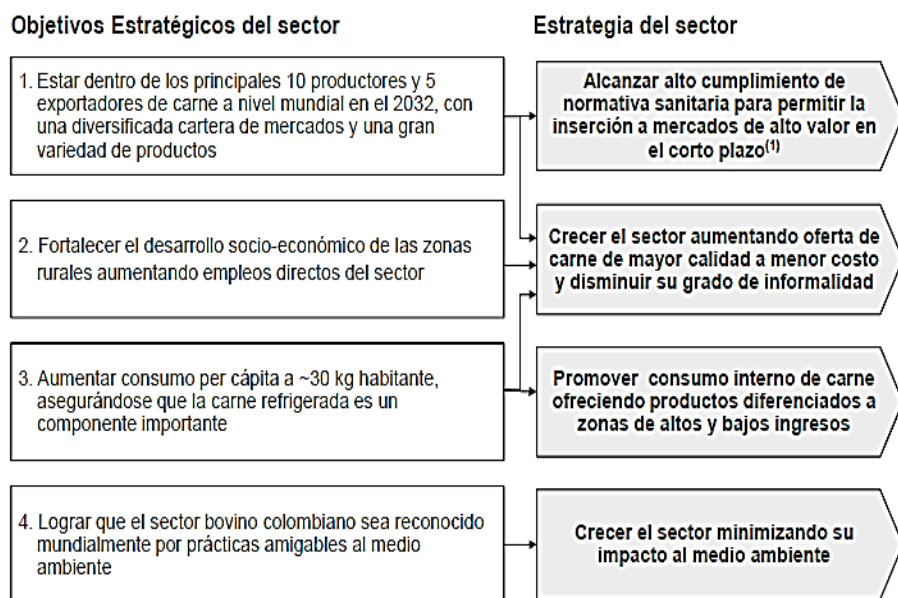 Objetivos Estratégicos del sector
Estrategia del sector
1. Estar dentro de los principales 10 productores y 5
exportadores de carne a nivel mundial en el 2032, con
una diversificada cartera de mercados y una gran
variedad de productos
Alcanzar alto cumplimiento de
normativa sanitaria para permitir la
inserción a mercados de alto valor en
el corto plazo(1)
2. Fortalecer el desarrollo socio-económico de las zonas
rurales aumentando empleos directos del sector
Crecer el sector aumentando oferta de
carne de mayor calidad a menor costo
y disminuir su grado de informalidad
3. Aumentar consumo per cápita a ~30 kg habitante,
asegurándose que la carne refrigerada es un
componente importante
Promover consumo interno de carne
ofreciendo productos diferenciados a
zonas de altos y bajos ingresos
4. Lograr que el sector bovino colombiano sea reconocido
mundialmente por prácticas amigables al medio
ambiente
Crecer el sector minimizando su
impacto al medio ambiente